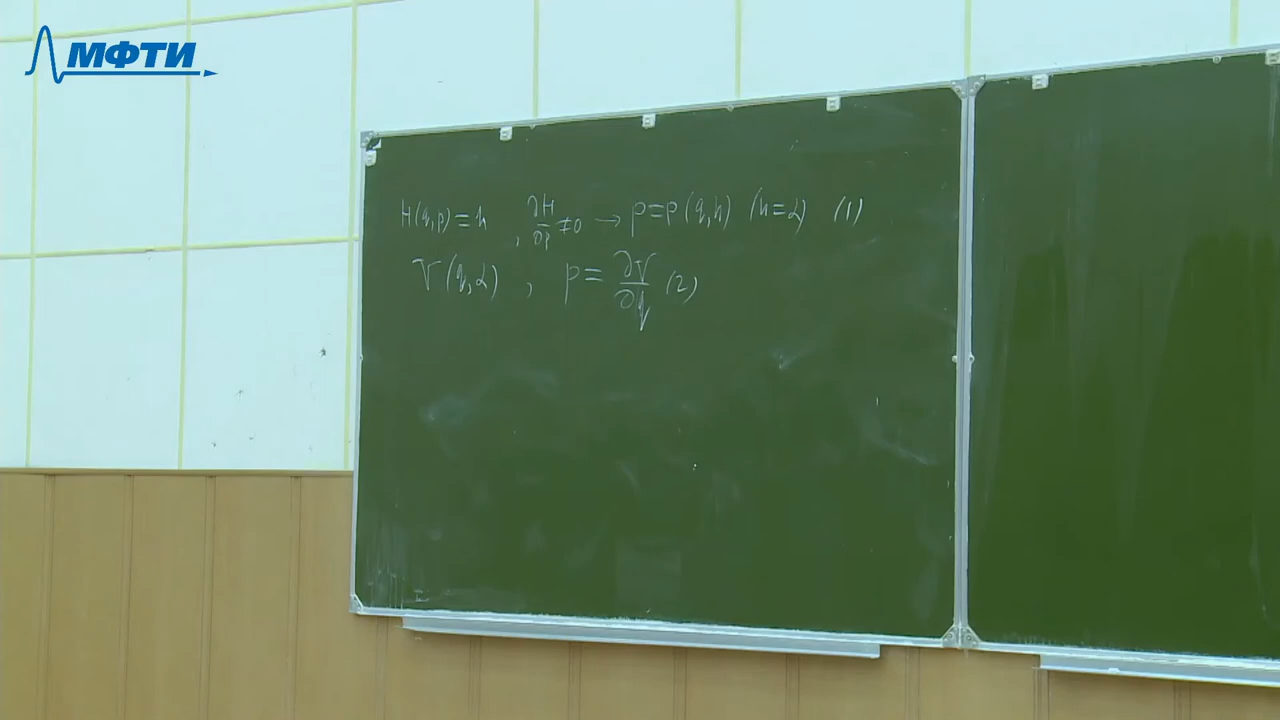 МФТИ
H(q,p)=h , ∂H/∂p ≠0 → p=p(q,h) (h=α) (1)
V(q,α) , p= ∂V/∂q (2)